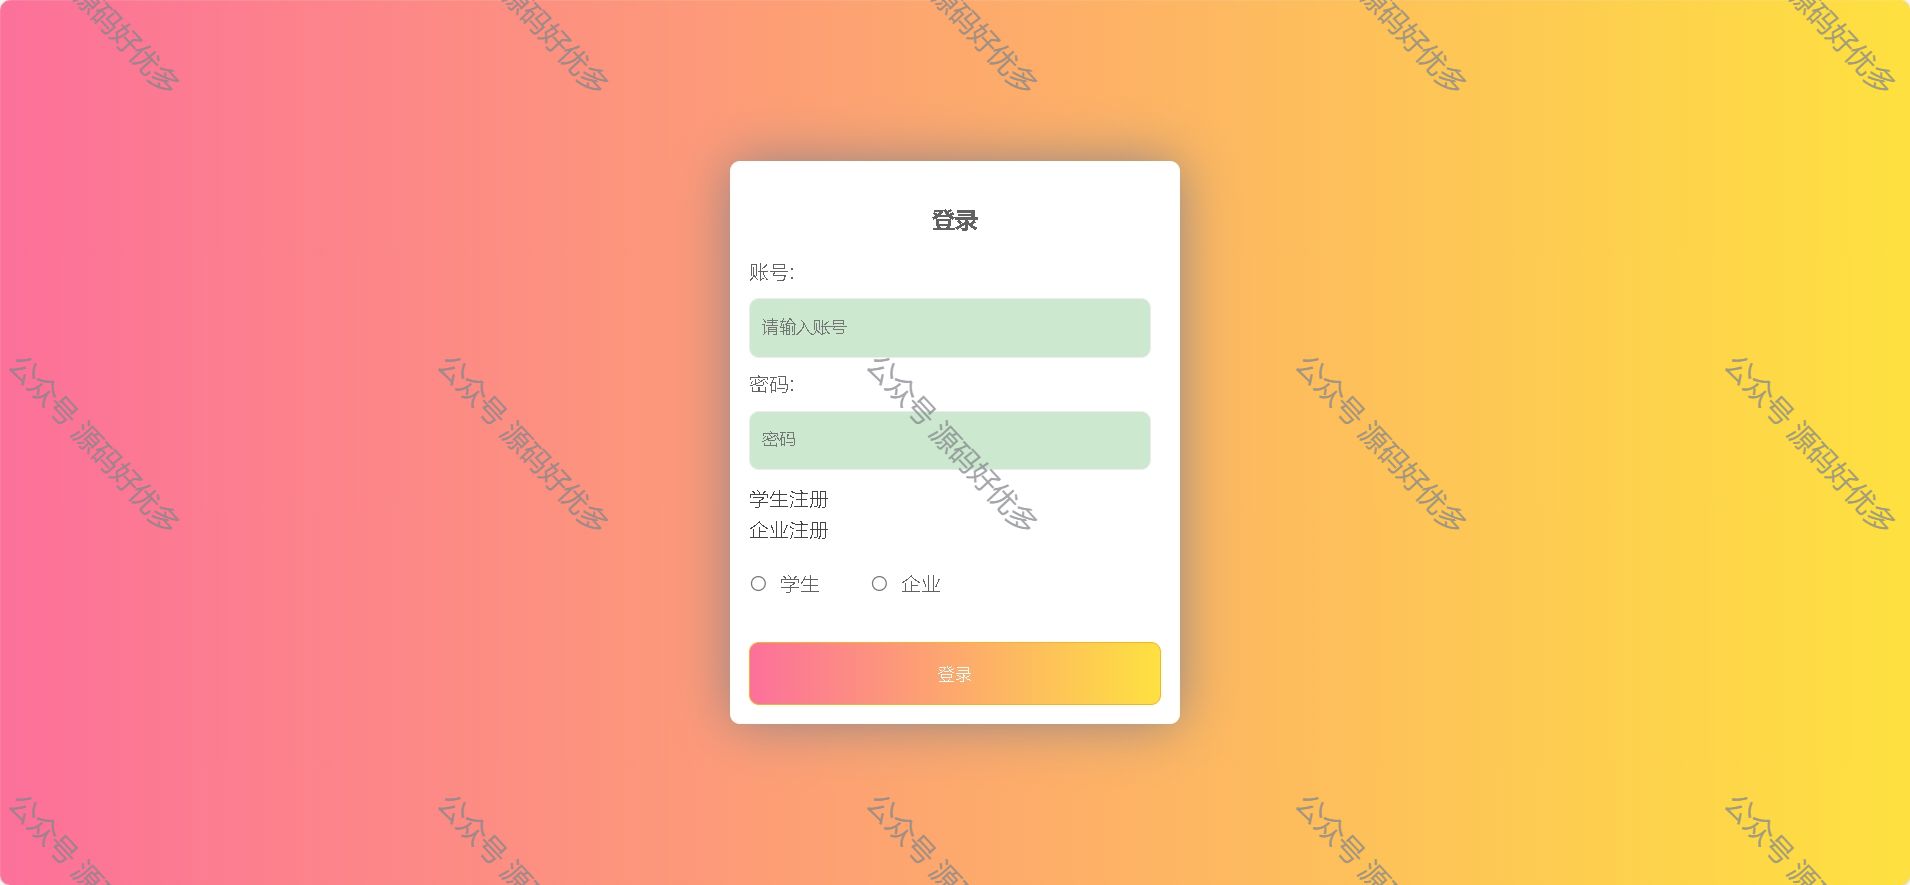 源码好优多
源码好优多
源码好优多
源码好优多
源码好优多
登录
账号:
请输入账号
密码:
密码
公众号 源码好优多
公众号 源码好优多
公众号 源码好优多
公众号 源码好优多
公众号 源码好优多
学生注册
企业注册
学生
企业
登录
公众号 源
公众号 源
公众号 源
公众号 源
公众号 源